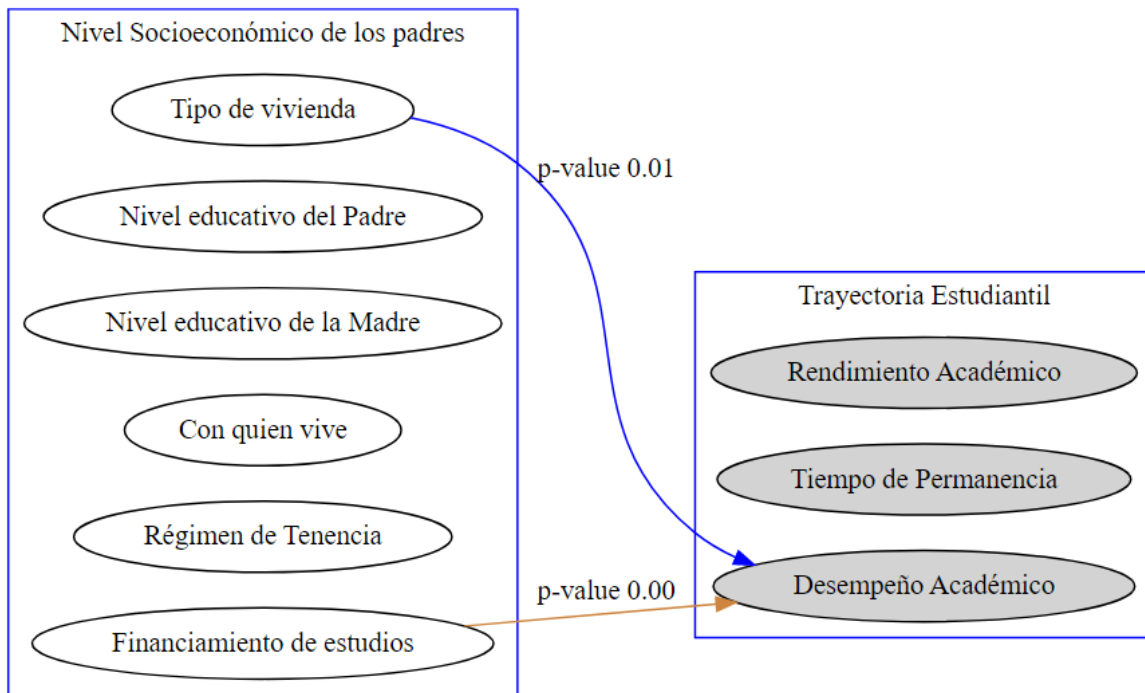 Nivel Socioeconómico de los padres
Tipo de vivienda
Nivel educativo del Padre
Nivel educativo de la Madre
Con quien vive
Régimen de Tenencia
Financiamiento de estudios
p-value 0.01
p-value 0.00
Trayectoria Estudiantil
Rendimiento Académico
Tiempo de Permanencia
Desempeño Académico